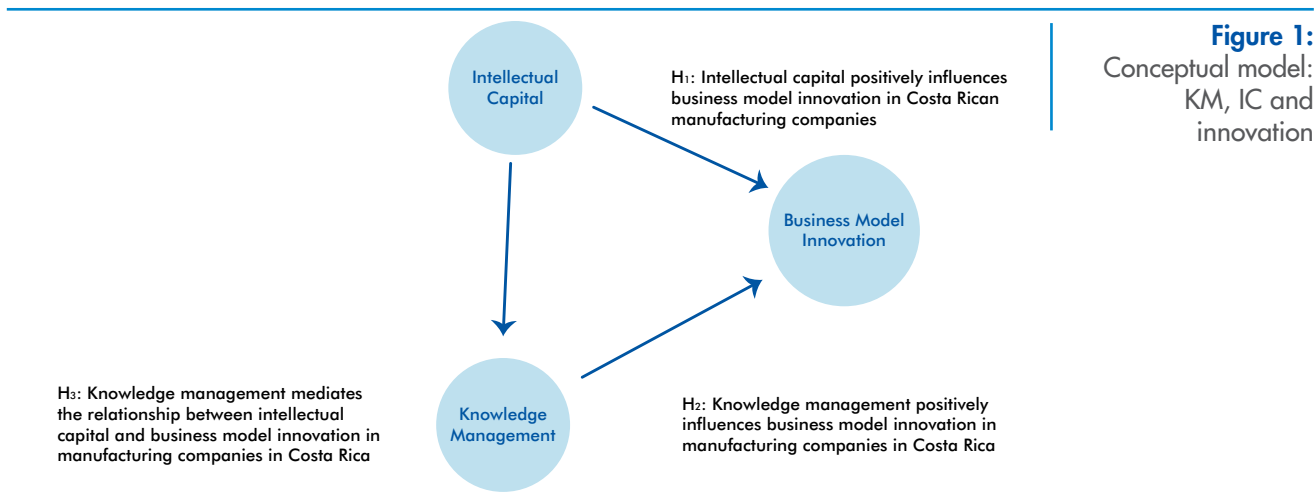 Figure 1:
Conceptual model:
KM, IC and
innovation
Intellectual
Capital
H1: Intellectual capital positively influences
business model innovation in Costa Rican
manufacturing companies
Business Model
Innovation
H3: Knowledge management mediates
the relationship between intellectual
capital and business model innovation in
manufacturing companies in Costa Rica
Knowledge
Management
H2: Knowledge management positively
influences business model innovation in
manufacturing companies in Costa Rica